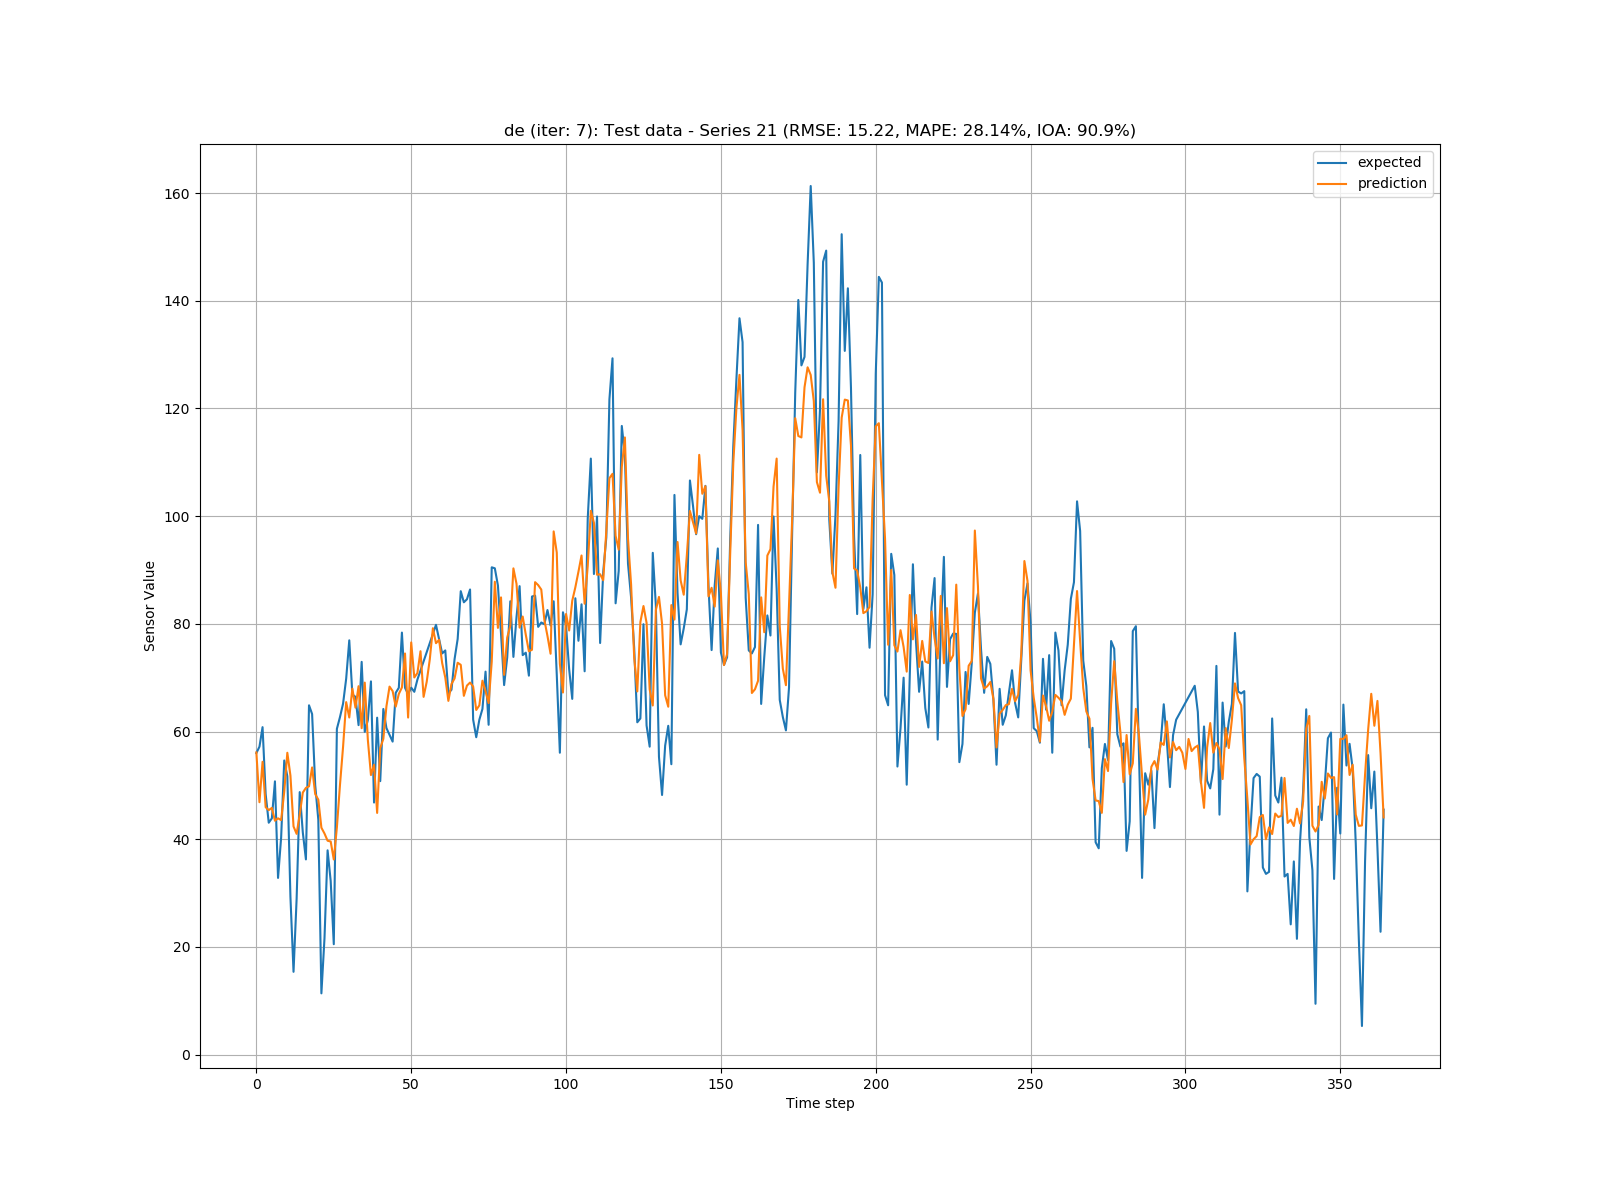 de (iter: 7): Test data - Series 21 (RMSE: 15.22, MAPE: 28.14%, IOA: 90.9%)
expected
prediction
160
140
120
100
80
60
40
20
0
Sensor Value
0 50 100 150 200 250 300 350
Time step